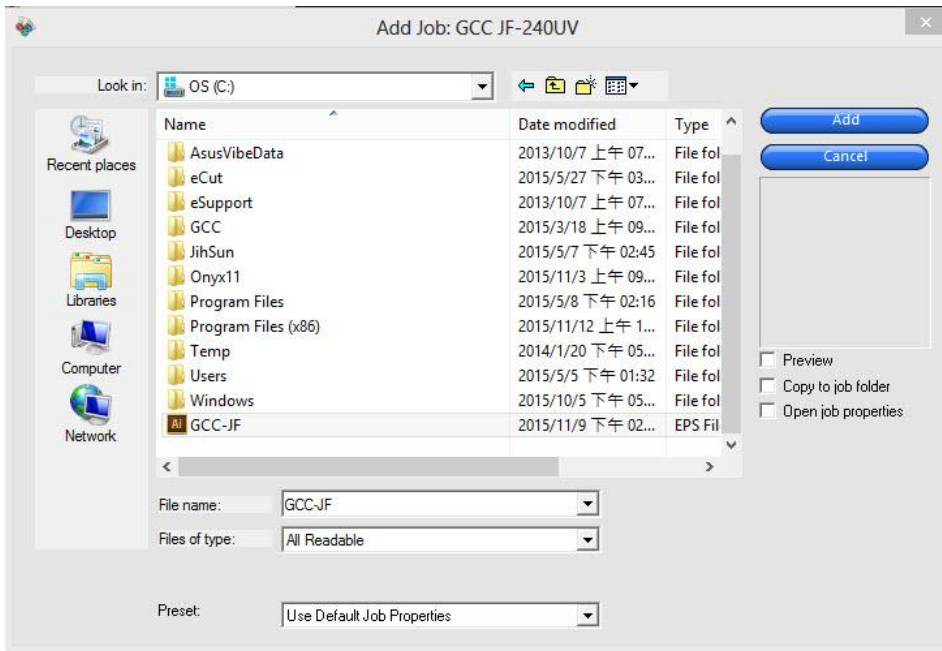 Add Job: GCC JF-240UV
Look in: OS (C:)
Name Date modified Type
AsusVibeData 2013/10/7 上午 07... File fol
eCut 2015/5/27 下午 03... File fol
eSupport 2013/10/7 上午 07... File fol
GCC 2015/3/18 上午 09... File fol
JihSun 2015/5/7 下午 02:45 File fol
Onyx11 2015/11/3 上午 09... File fol
Program Files 2015/5/8 下午 02:16 File fol
Program Files (x86) 2015/11/12 上午 1... File fol
Temp 2014/1/20 下午 05... File fol
Users 2015/5/5 下午 01:32 File fol
Windows 2015/10/5 下午 05... File fol
Ai GCC-JF 2015/11/9 下午 02... EPS Fil
Recent places
Desktop
Libraries
Computer
Network
Add
Cancel
Preview
Copy to job folder
Open job properties
File name: GCC-JF
Files of type: All Readable
Preset: Use Default Job Properties